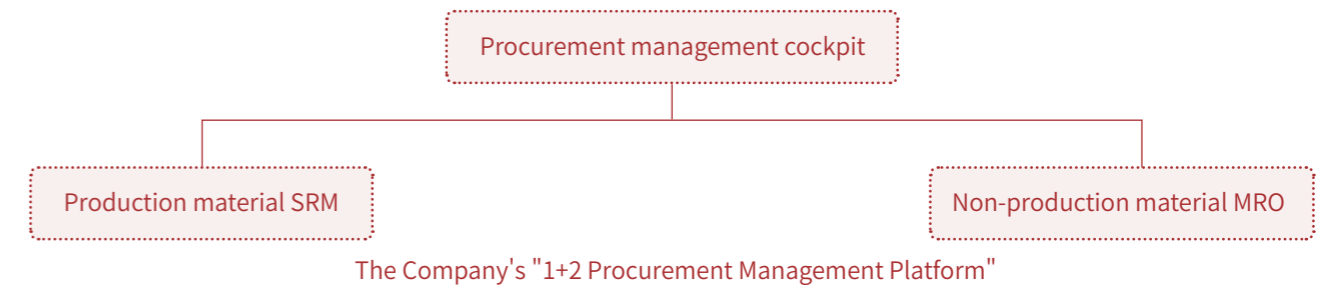 Procurement management cockpit
Production material SRM
Non-production material MRO
The Company's "1+2 Procurement Management Platform"